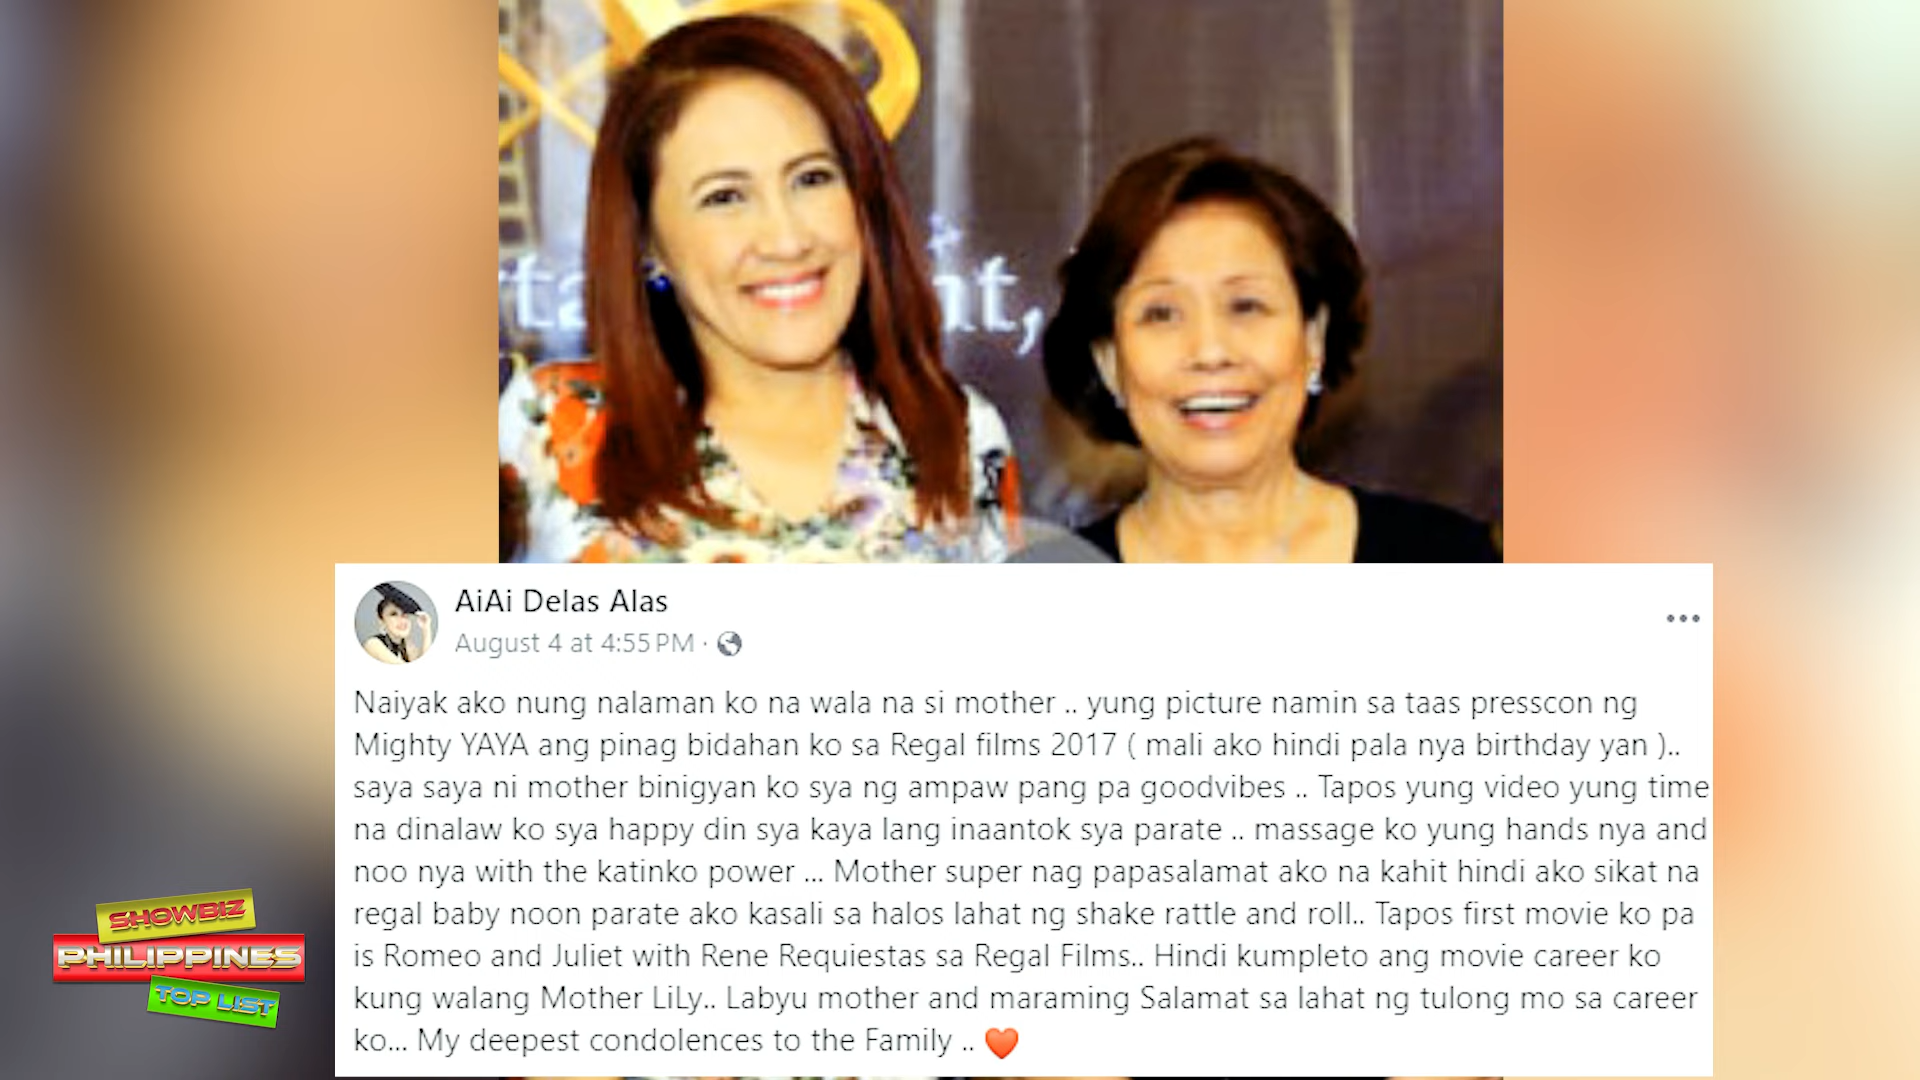 nt,
AiAi Delas Alas
August 4 at 4:55 PM ·
Naiyak ako nung nalaman ko na wala na si mother .. yung picture namin sa taas presscon ng
Mighty YAYA ang pinag bidahan ko sa Regal films 2017 ( mali ako hindi pala nya birthday yan )..
saya saya ni mother binigyan ko sya ng ampaw pang pa goodvibes .. Tapos yung video yung time
na dinalaw ko sya happy din sya kaya lang inaantok sya parate .. massage ko yung hands nya and
noo nya with the katinko power ... Mother super nag papasalamat ako na kahit hindi ako sikat na
regal baby noon parate ako kasali sa halos lahat ng shake rattle and roll.. Tapos first movie ko pa
is Romeo and Juliet with Rene Requiestas sa Regal Films.. Hindi kumpleto ang movie career ko
kung walang Mother LiLy.. Labyu mother and maraming Salamat sa lahat ng tulong mo sa career
ko... My deepest condolences to the Family .. ❤️
SHOWBIZ
PHILIPPINES
TOP LIST